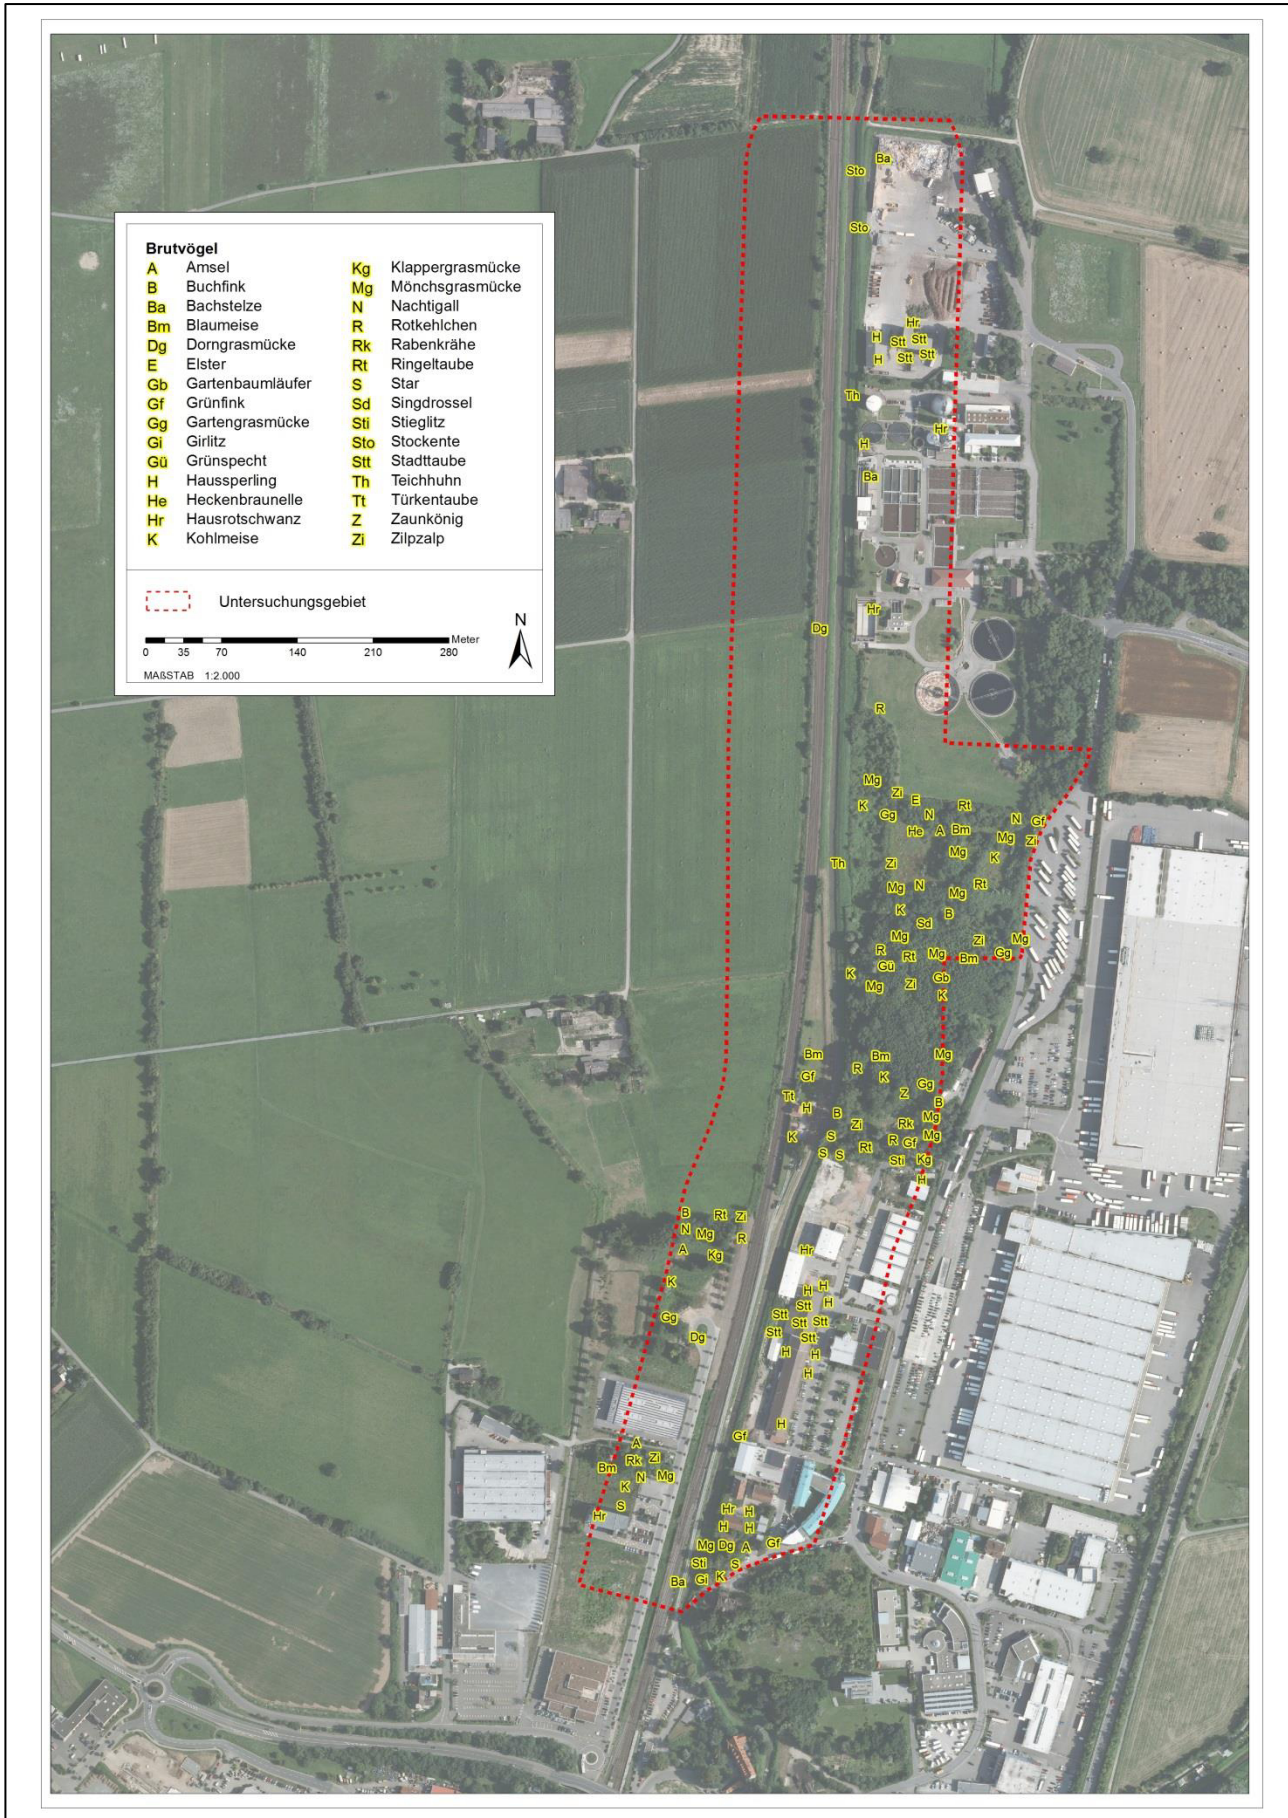 Ba
Sto
Sto
Brutvögel
A Amsel Kg Klappergrasmücke
B Buchfink Mg Mönchsgrasmücke
Ba Bachstelze N Nachtigall
Bm Blaumeise R Rotkehlchen
Dg Dorngrasmücke Rk Rabenkrähe
E Elster Rt Ringeltaube
Gb Gartenbaumläufer S Star
Gf Grünfink Sd Singdrossel
Gg Gartengrasmücke Sti Stieglitz
Gi Girlitz Sto Stockente
Gü Grünspecht Stt Stadttaube
H Haussperling Th Teichhuhn
He Heckenbraunelle Tt Türkentaube
Hr Hausrotschwanz Z Zaunkönig
K Kohlmeise Zi Zilpzalp
Untersuchungsgebiet
N
Meter
0 35 70 140 210 280
MAßSTAB 1:2.000
Hr
H Stt Stt
H Stt Stt
Th
Hr
H
Ba
Hr
Dg
R
Mg
Zi E
K Gg N Rt N Gf
He A Bm Mg Zi
Mg K
Th Zi
Mg N Mg Rt
K Sd B
Mg Zi Mg
R Rt Mg Bm Gg
Gü
K Mg Zi Gb
K
Bm Bm Mg
R
Gf K Gg
Tt Z B
H B Mg
Zi Rk
K S R Gf Mg
S S Rt Sti Kg
H
B Rt Zi
N Mg R
A Kg Hr
K
H H
Stt H
Gg Stt Stt Stt
Dg Stt Stt
H H
H
H
Gf
A
Bm Rk Zi
K N Mg
S
Hr
Hr H
H H
Mg Dg A Gf
Sti S
Ba Gi K